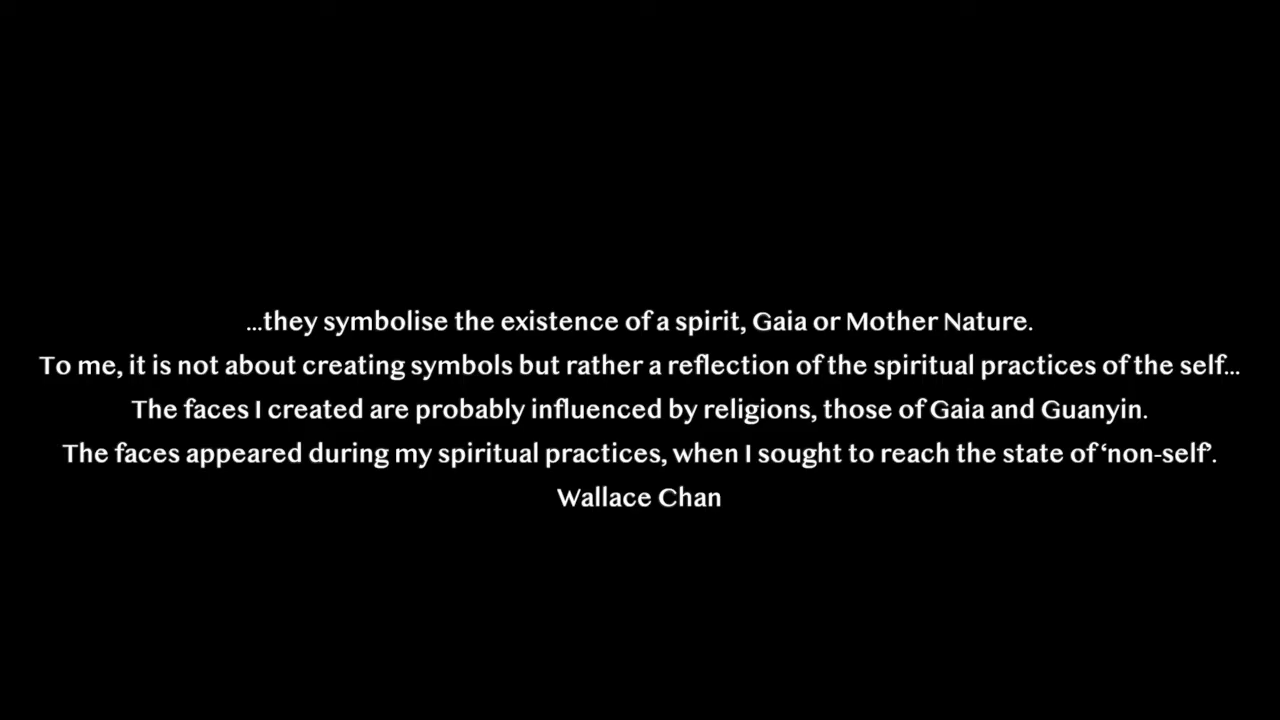 ...they symbolise the existence of a spirit, Gaia or Mother Nature.
To me, it is not about creating symbols but rather a reflection of the spiritual practices of the self...
The faces I created are probably influenced by religions, those of Gaia and Guanyin.
The faces appeared during my spiritual practices, when I sought to reach the state of ‘non-self’.
Wallace Chan